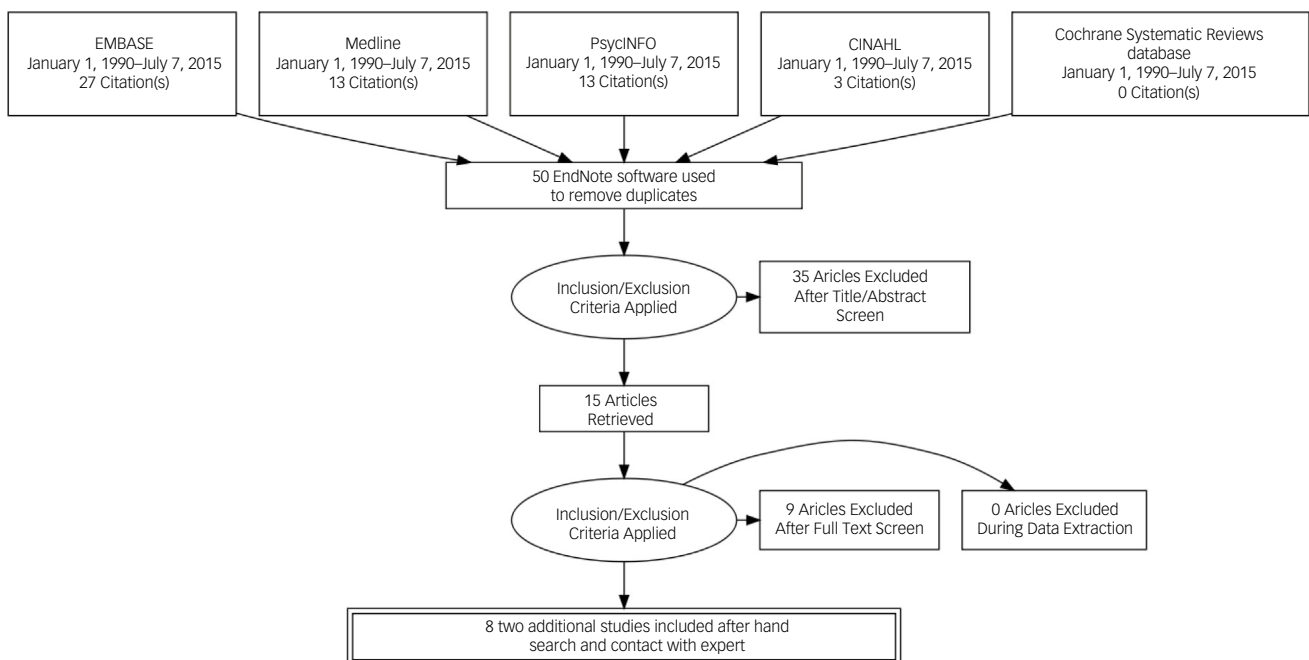 EMBASE
January 1, 1990–July 7, 2015
27 Citation(s)
Medline
January 1, 1990–July 7, 2015
13 Citation(s)
PsycINFO
January 1, 1990–July 7, 2015
13 Citation(s)
CINAHL
January 1, 1990–July 7, 2015
3 Citation(s)
Cochrane Systematic Reviews
database
January 1, 1990–July 7, 2015
0 Citation(s)
50 EndNote software used
to remove duplicates
Inclusion/Exclusion
Criteria Applied
35 Aricles Excluded
After Title/Abstract
Screen
15 Articles
Retrieved
Inclusion/Exclusion
Criteria Applied
9 Aricles Excluded
After Full Text Screen
0 Aricles Excluded
During Data Extraction
8 two additional studies included after hand
search and contact with expert